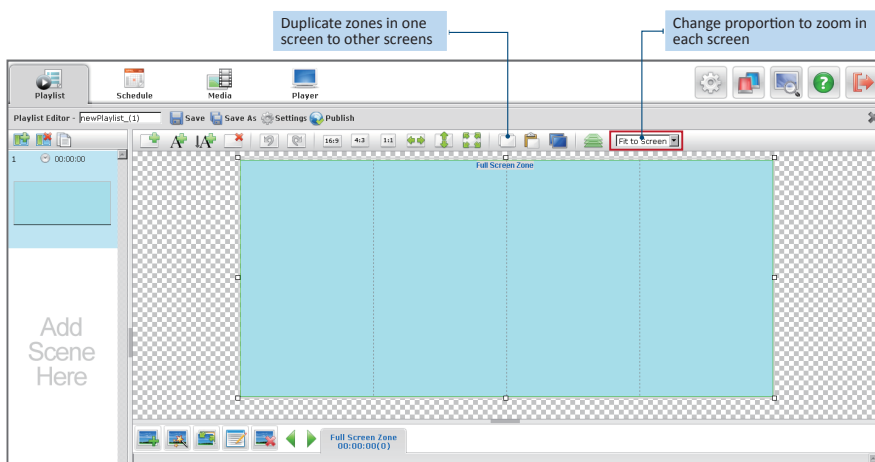 Duplicate zones in one
screen to other screens
Change proportion to zoom in
each screen
Playlist
Schedule
Media
Player
Playlist Editor - newPlaylist_(1)
Save
Save As
Settings
Publish
16:9
4:3
1:1
Fit to Screen
1
00:00:00
Full Screen Zone
Add
Scene
Here
Full Screen Zone
00:00:00(0)